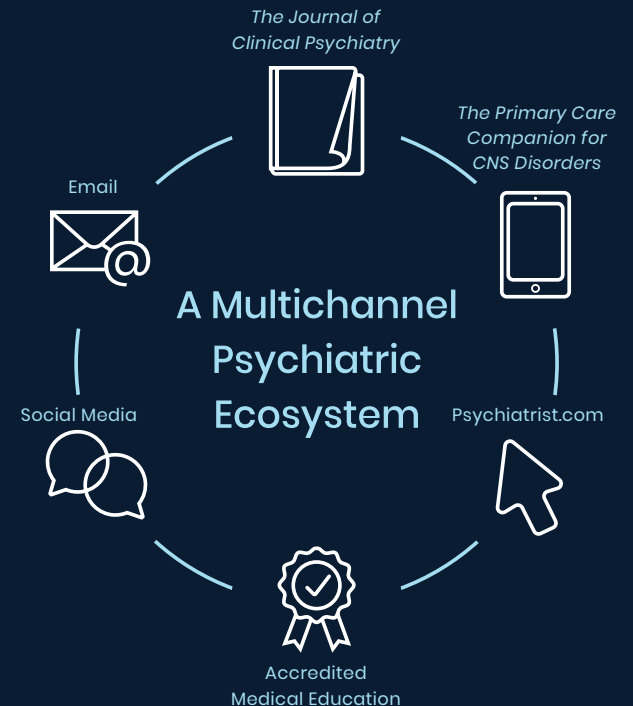 The Journal of
Clinical Psychiatry
The Primary Care
Companion for
CNS Disorders
Email
@
A Multichannel
Psychiatric
Ecosystem
Social Media
Psychiatrist.com
Accredited
Medical Education